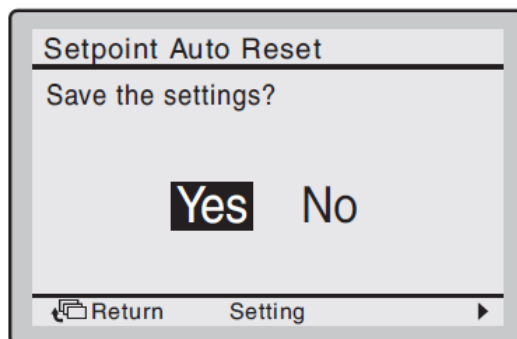 Setpoint Auto Reset
Save the settings?
Yes No
Return Setting